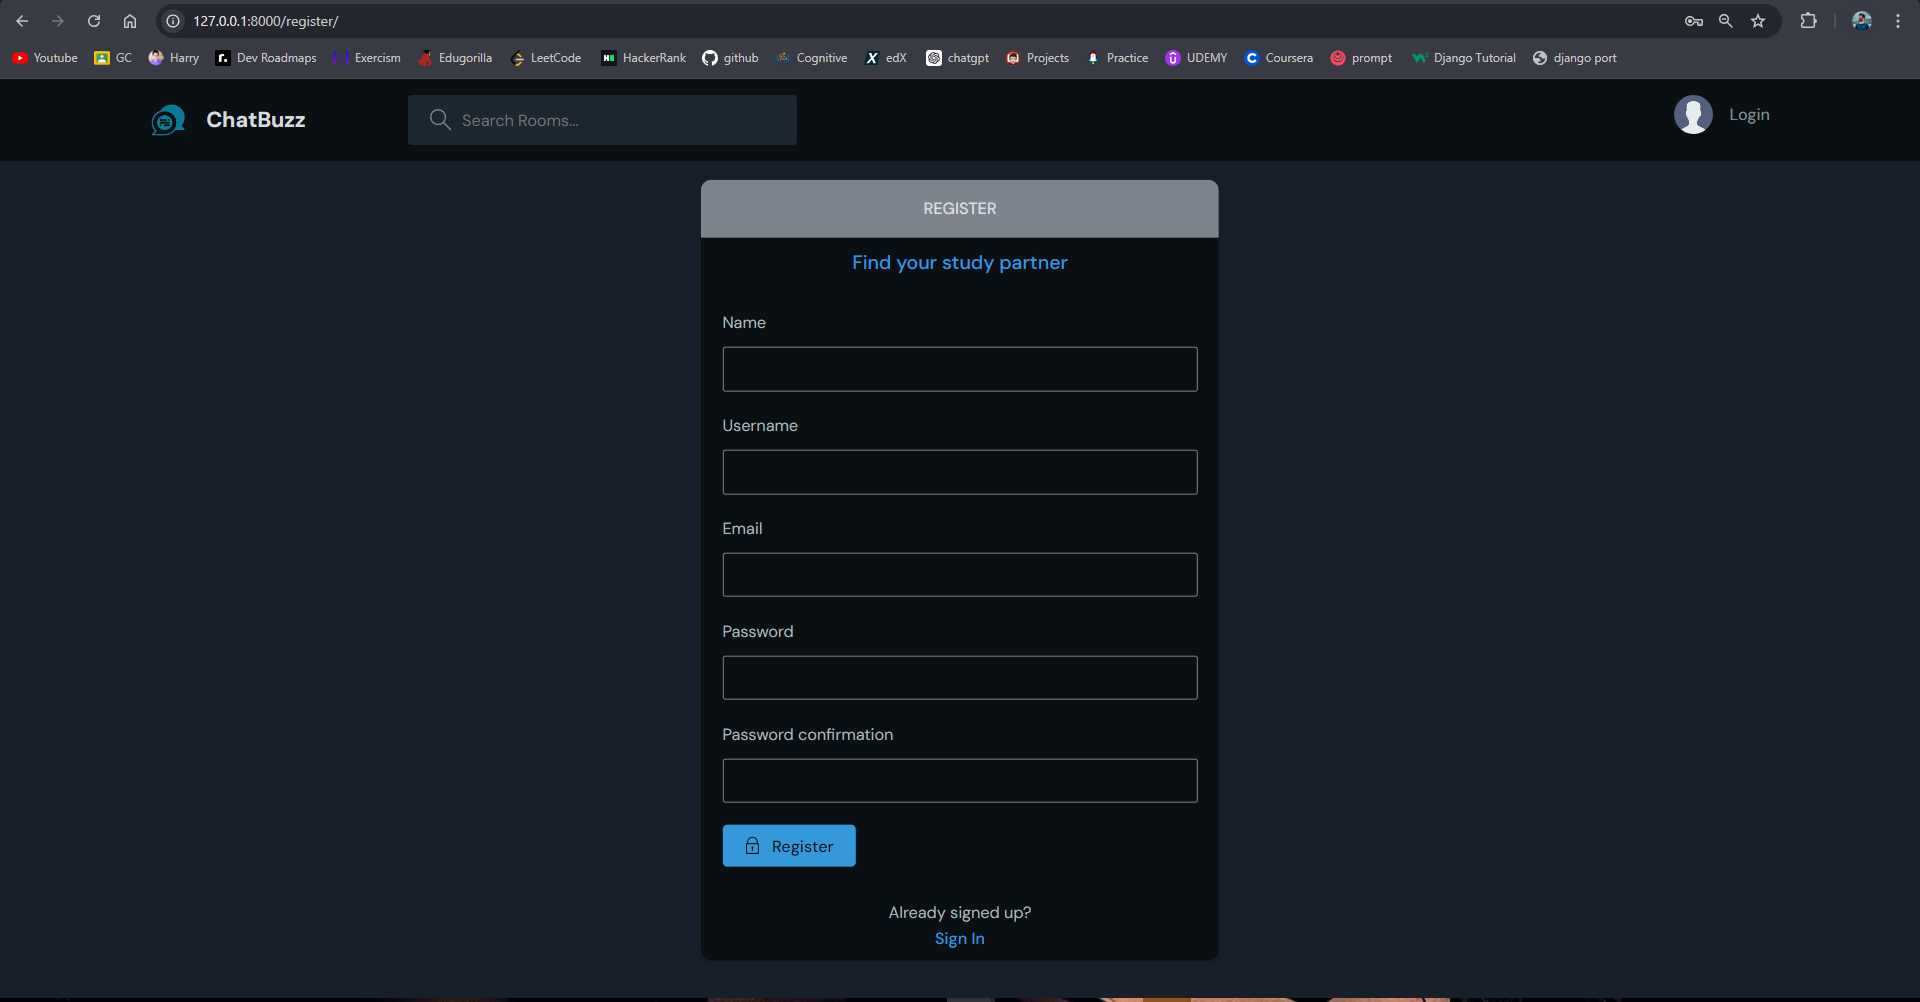 127.0.0.1:8000/register/
Youtube GC Harry Dev Roadmaps Exercism Edugorilla LeetCode HackerRank github Cognitive edX chatgpt Projects Practice UDEMY Coursera prompt Django Tutorial django port
ChatBuzz Search Rooms... Login
REGISTER
Find your study partner
Name
Username
Email
Password
Password confirmation
Register
Already signed up?
Sign In